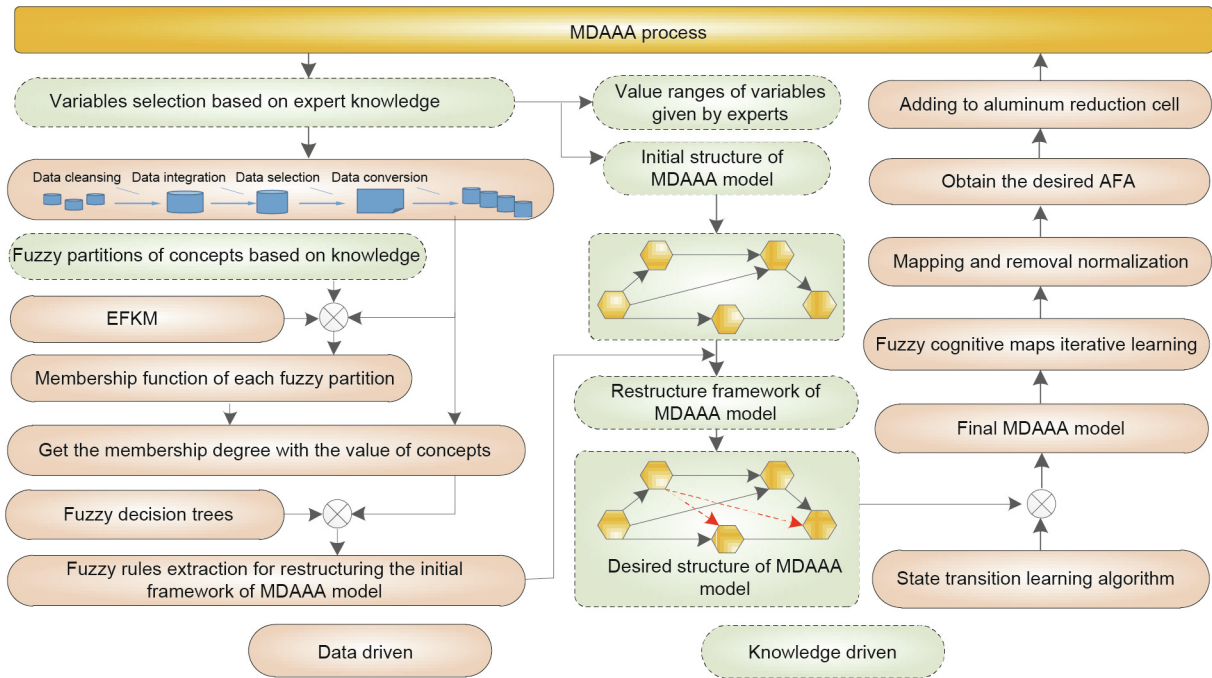 MDAAA process
Variables selection based on expert knowledge
Data cleansing
Data integration
Data selection
Data conversion
Fuzzy partitions of concepts based on knowledge
EFKM
Membership function of each fuzzy partition
Get the membership degree with the value of concepts
Fuzzy decision trees
Fuzzy rules extraction for restructuring the initial
framework of MDAAA model
Value ranges of variables
given by experts
Initial structure of
MDAAA model
Restructure framework of
MDAAA model
Desired structure of MDAAA
model
Adding to aluminum reduction cell
Obtain the desired AFA
Mapping and removal normalization
Fuzzy cognitive maps iterative learning
Final MDAAA model
State transition learning algorithm
Data driven
Knowledge driven